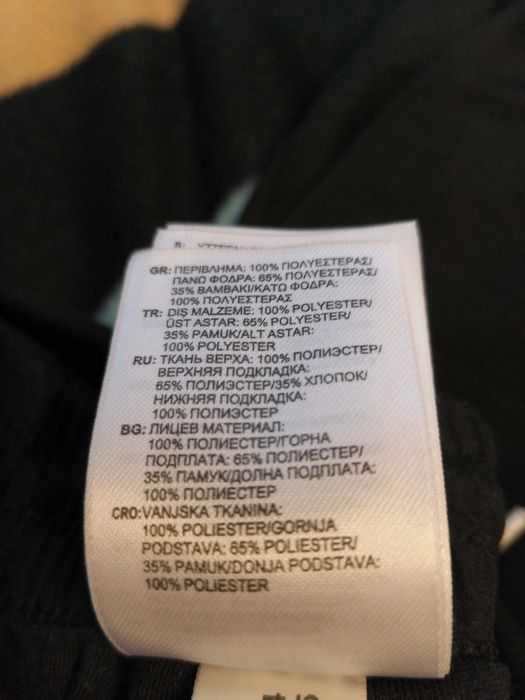 GR: ΠΕΡΙΒΛΗΜΑ: 100% ΠΟΛΥΕΣΤΕΡΑΣ/
ΠΑΝΩ ΦΟΔΡΑ: 65% ΠΟΛΥΕΣΤΕΡΑΣ/
35% ΒΑΜΒΑΚΙ/ΚΑΤΩ ΦΟΔΡΑ:
100% ΠΟΛΥΕΣΤΕΡΑΣ
TR: DIŞ MALZEME: 100% POLYESTER/
ÜST ASTAR: 65% POLYESTER/
35% PAMUK/ALT ASTAR:
100% POLYESTER
RU: ТКАНЬ ВЕРХА: 100% ПОЛИЭСТЕР/
ВЕРХНЯЯ ПОДКЛАДКА:
65% ПОЛИЭСТЕР/35% ХЛОПОК/
НИЖНЯЯ ПОДКЛАДКА:
100% ПОЛИЭСТЕР
BG: ЛИЦЕВ МАТЕРИАЛ:
100% ПОЛИЕСТЕР/ГОРНА
ПОДПЛАТА: 65% ПОЛИЕСТЕР/
35% ПАМУК/ДОЛНА ПОДПЛАТА:
100% ПОЛИЕСТЕР
CRO: VANJSKA TKANINA:
100% POLIESTER/GORNJA
PODSTAVA: 65% POLIESTER/
35% PAMUK/DONJA PODSTAVA:
100% POLIESTER